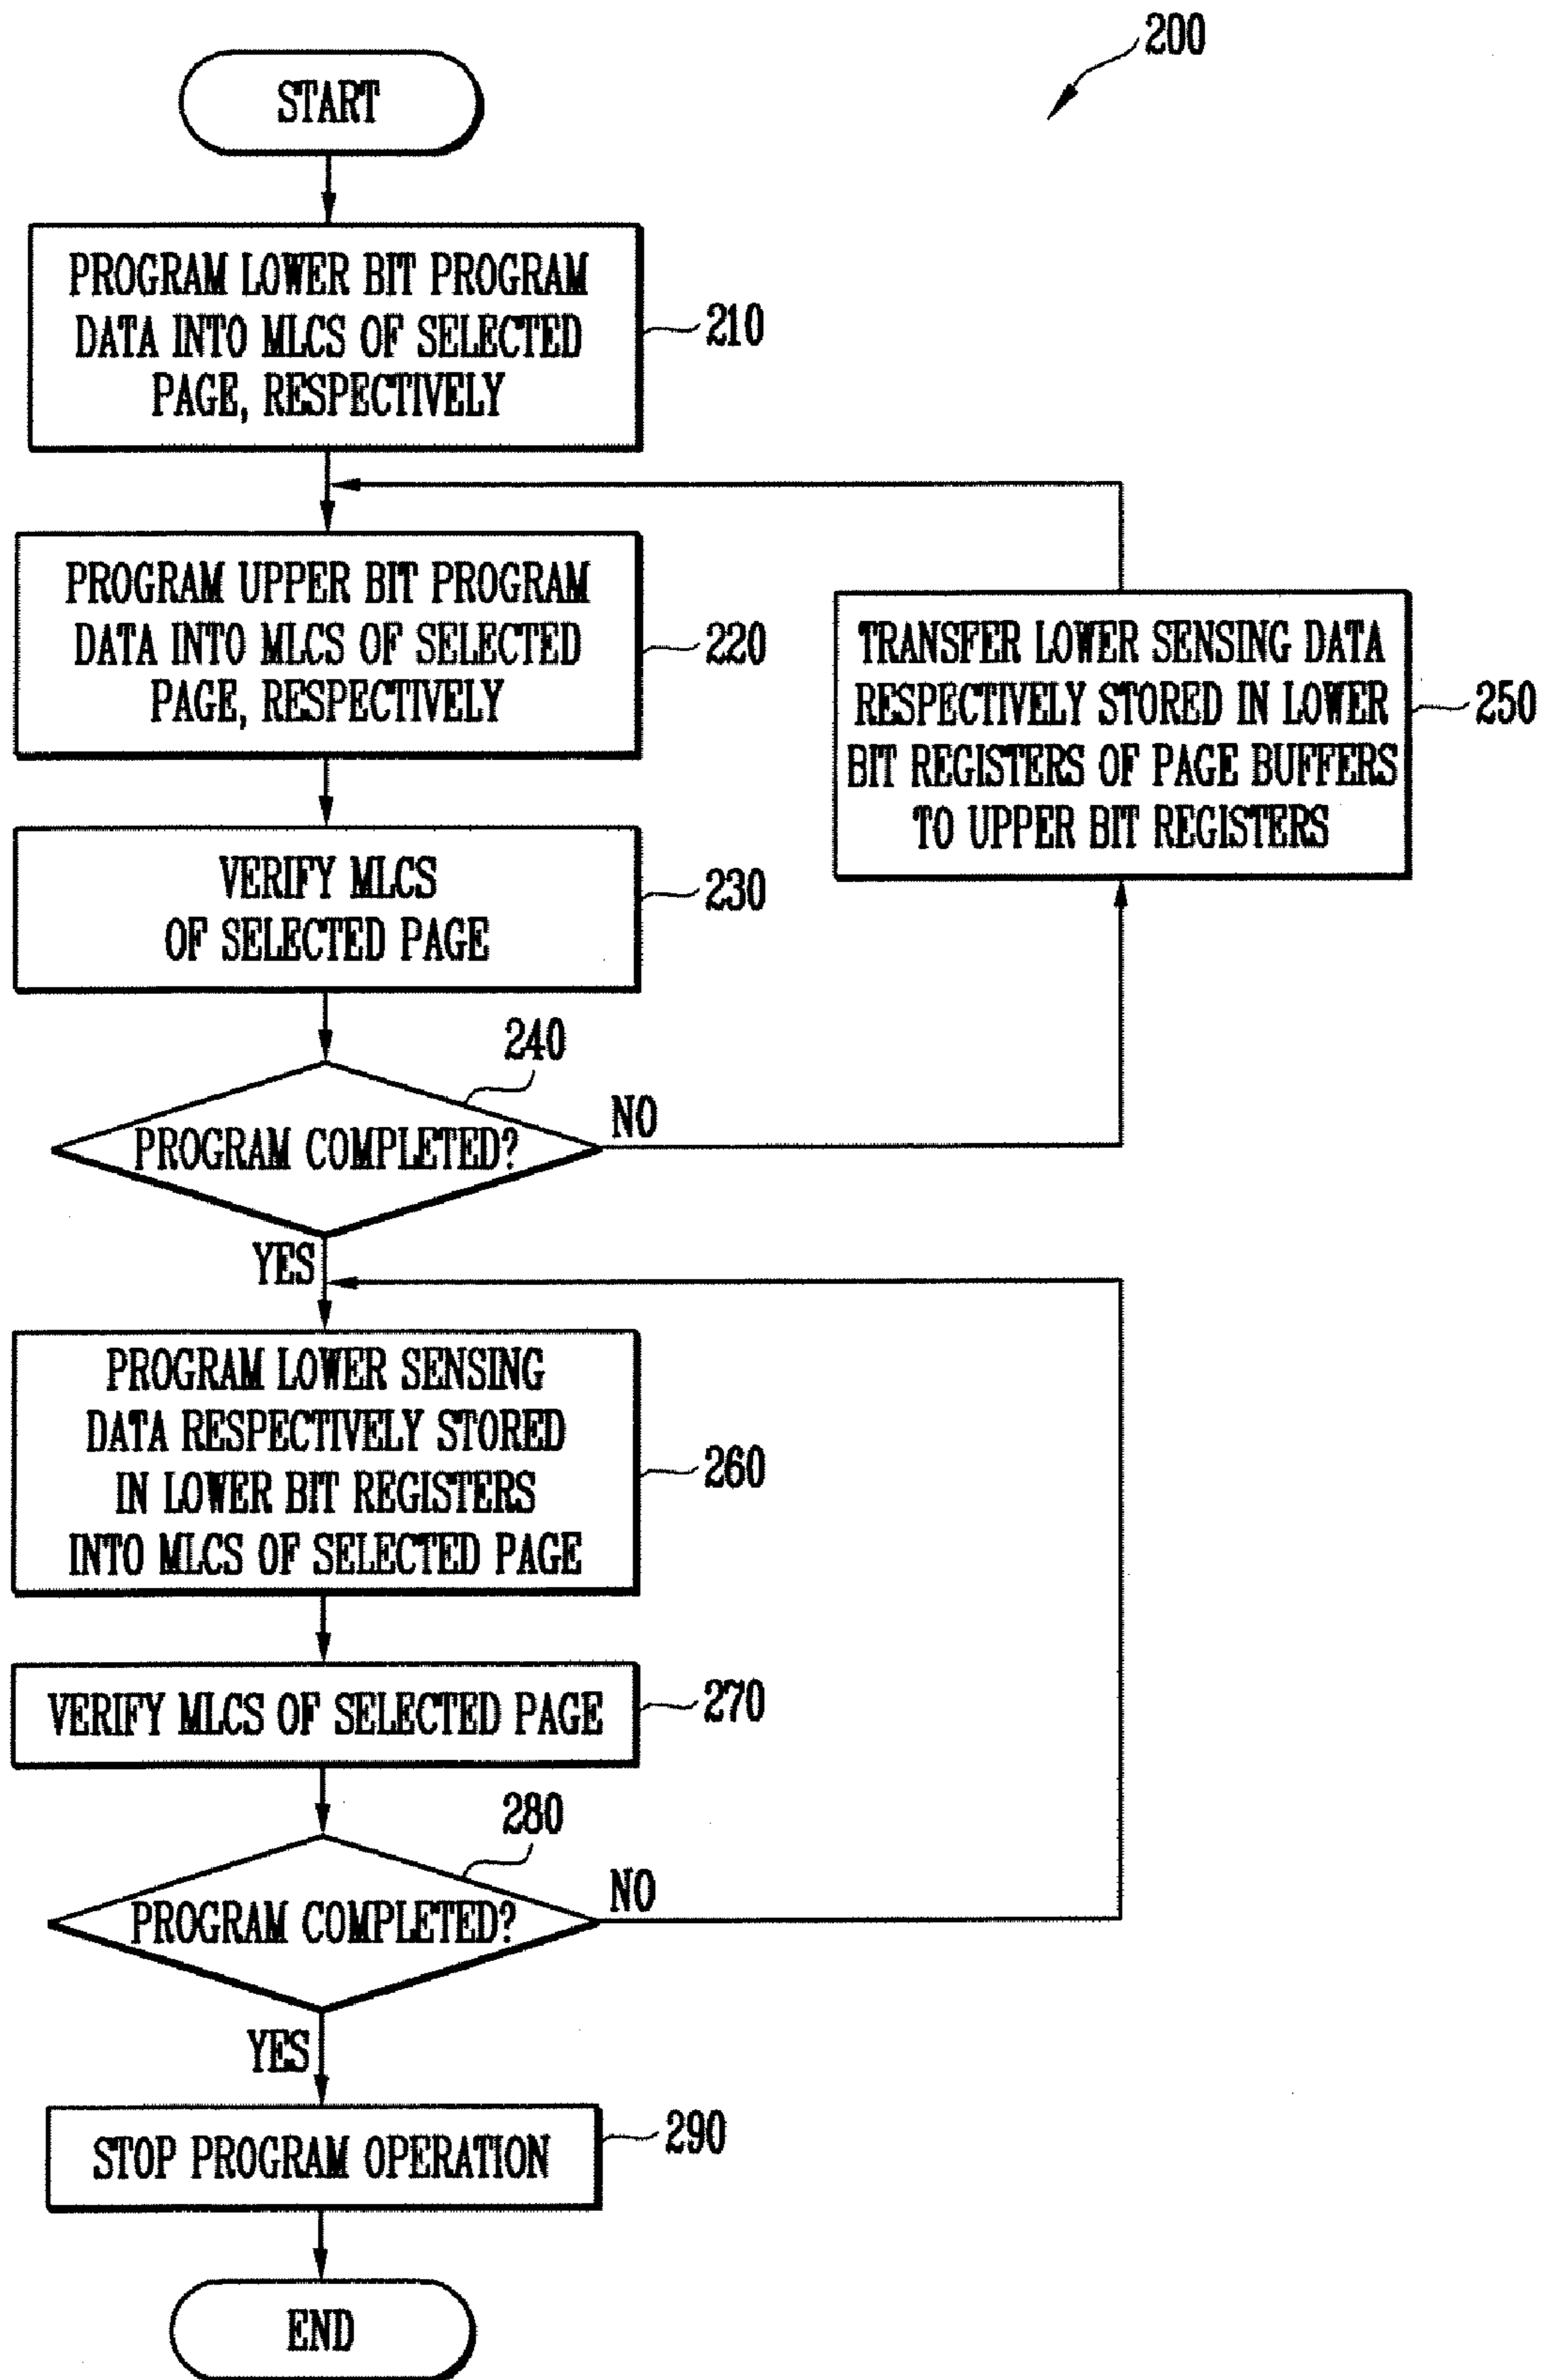 200
START
PROGRAM LOWER BIT PROGRAM
DATA INTO MLCS OF SELECTED
PAGE, RESPECTIVELY
210
PROGRAM UPPER BIT PROGRAM
DATA INTO MLCS OF SELECTED
PAGE, RESPECTIVELY
220
TRANSFER LOWER SENSING DATA
RESPECTIVELY STORED IN LOWER
BIT REGISTERS OF PAGE BUFFERS
TO UPPER BIT REGISTERS
250
VERIFY MLCS
OF SELECTED PAGE
230
240
PROGRAM COMPLETED?
NO
YES
PROGRAM LOWER SENSING
DATA RESPECTIVELY STORED
IN LOWER BIT REGISTERS
INTO MLCS OF SELECTED PAGE
260
VERIFY MLCS OF SELECTED PAGE
270
280
PROGRAM COMPLETED?
NO
YES
STOP PROGRAM OPERATION
290
END